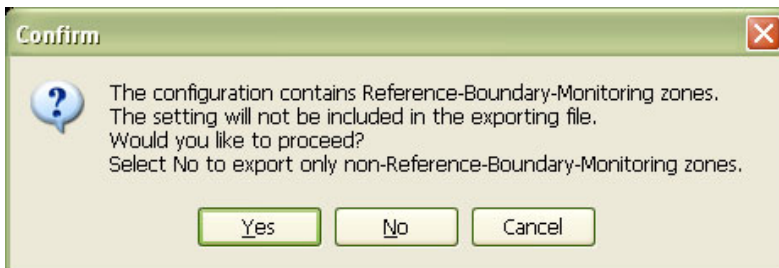 Confirm
The configuration contains Reference-Boundary-Monitoring zones.
The setting will not be included in the exporting file.
Would you like to proceed?
Select No to export only non-Reference-Boundary-Monitoring zones.
Yes No Cancel